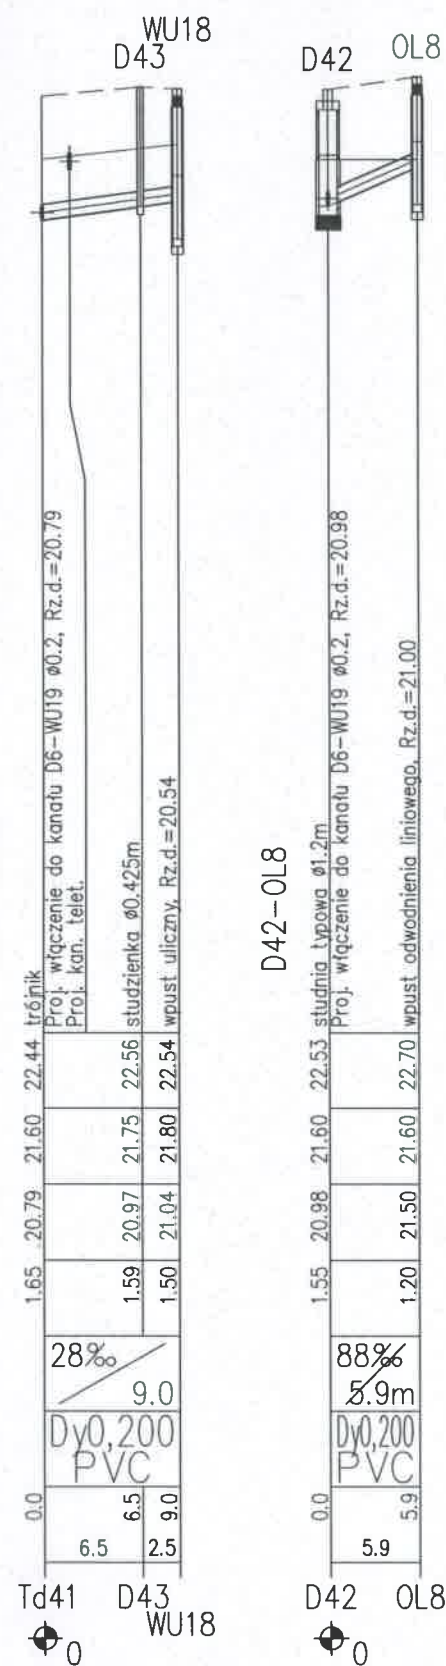 WU18
D43
22.44 trójnik
Proj. włączenie do kanału D6-WU19 ø0.2, Rz.d.=20.79
Proj. kan. telet.
studzienka ø0.425m
wpust uliczny, Rz.d.=20.54
22.56
22.54
21.60
21.75
21.80
20.79
20.97
21.04
1.65
1.59
1.50
28‰
9.0
Dy0,200
PVC
0.0
6.5
9.0
6.5
2.5
Td41
D43
WU18
0
D42
OL8
D42-OL8
22.53 studnia typowa ø1.2m
Proj. włączenie do kanału D6-WU19 ø0.2, Rz.d.=20.98
wpust odwodnienia liniowego, Rz.d.=21.00
22.70
21.60
21.60
20.98
21.50
1.55
1.20
88‰
5.9m
Dy0,200
PVC
0.0
5.9
5.9
D42
OL8
0